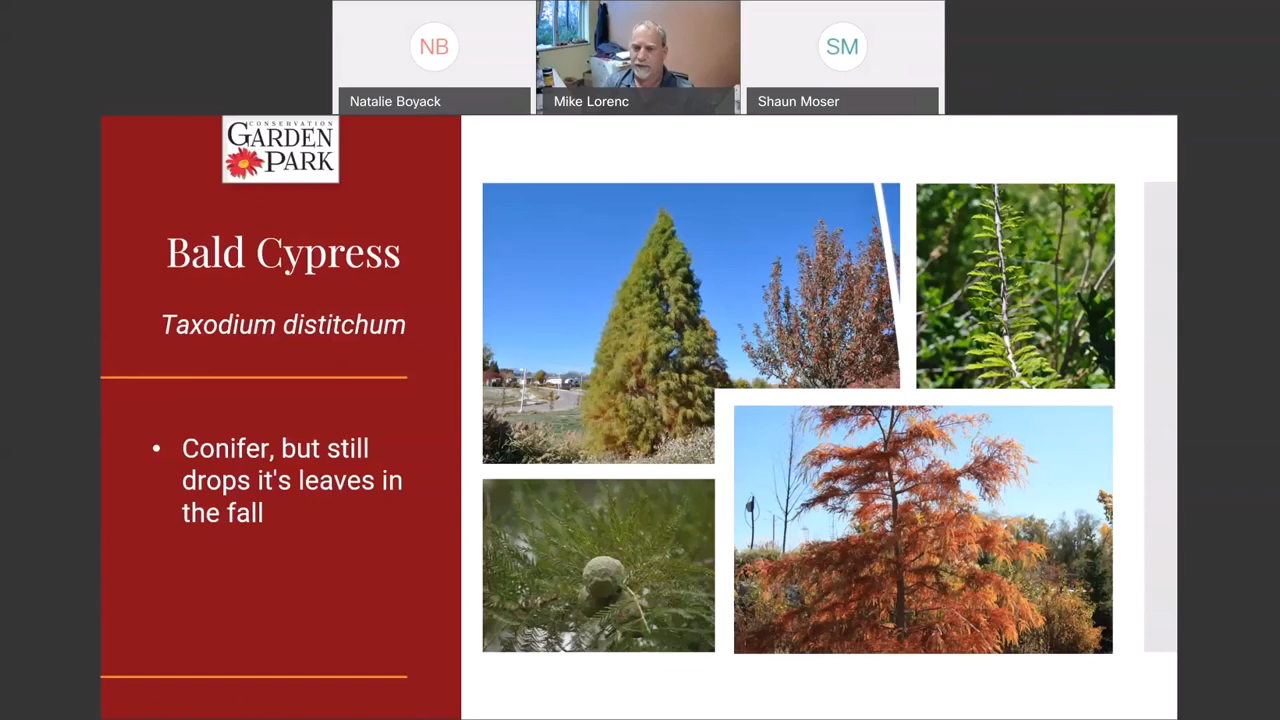 NB
SM
Natalie Boyack
Mike Lorenc
Shaun Moser
CONSERVATION
GARDEN
PARK
Bald Cypress
Taxodium distitchum
• Conifer, but still
drops it's leaves in
the fall